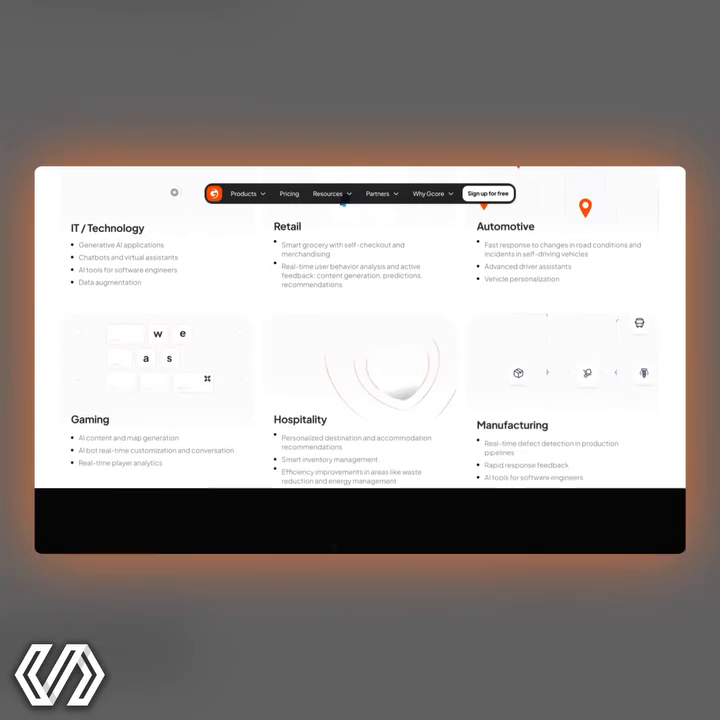 Products
Pricing
Resources
Partners
Why Gcore
Sign up for free
IT / Technology
Generative AI applications
Chatbots and virtual assistants
AI tools for software engineers
Data augmentation
Retail
Smart grocery with self-checkout and
merchandising
Real-time user behavior analysis and active
feedback: content generation, predictions,
recommendations
Automotive
Fast response to changes in road conditions and
incidents in self-driving vehicles
Advanced driver assistants
Vehicle personalization
w e
a s
Gaming
AI content and map generation
AI bot real-time customization and conversation
Real-time player analytics
Hospitality
Personalized destination and accommodation
recommendations
Smart inventory management
Efficiency improvements in areas like waste
reduction and energy management
Manufacturing
Real-time defect detection in production
pipelines
Rapid response feedback
AI tools for software engineers